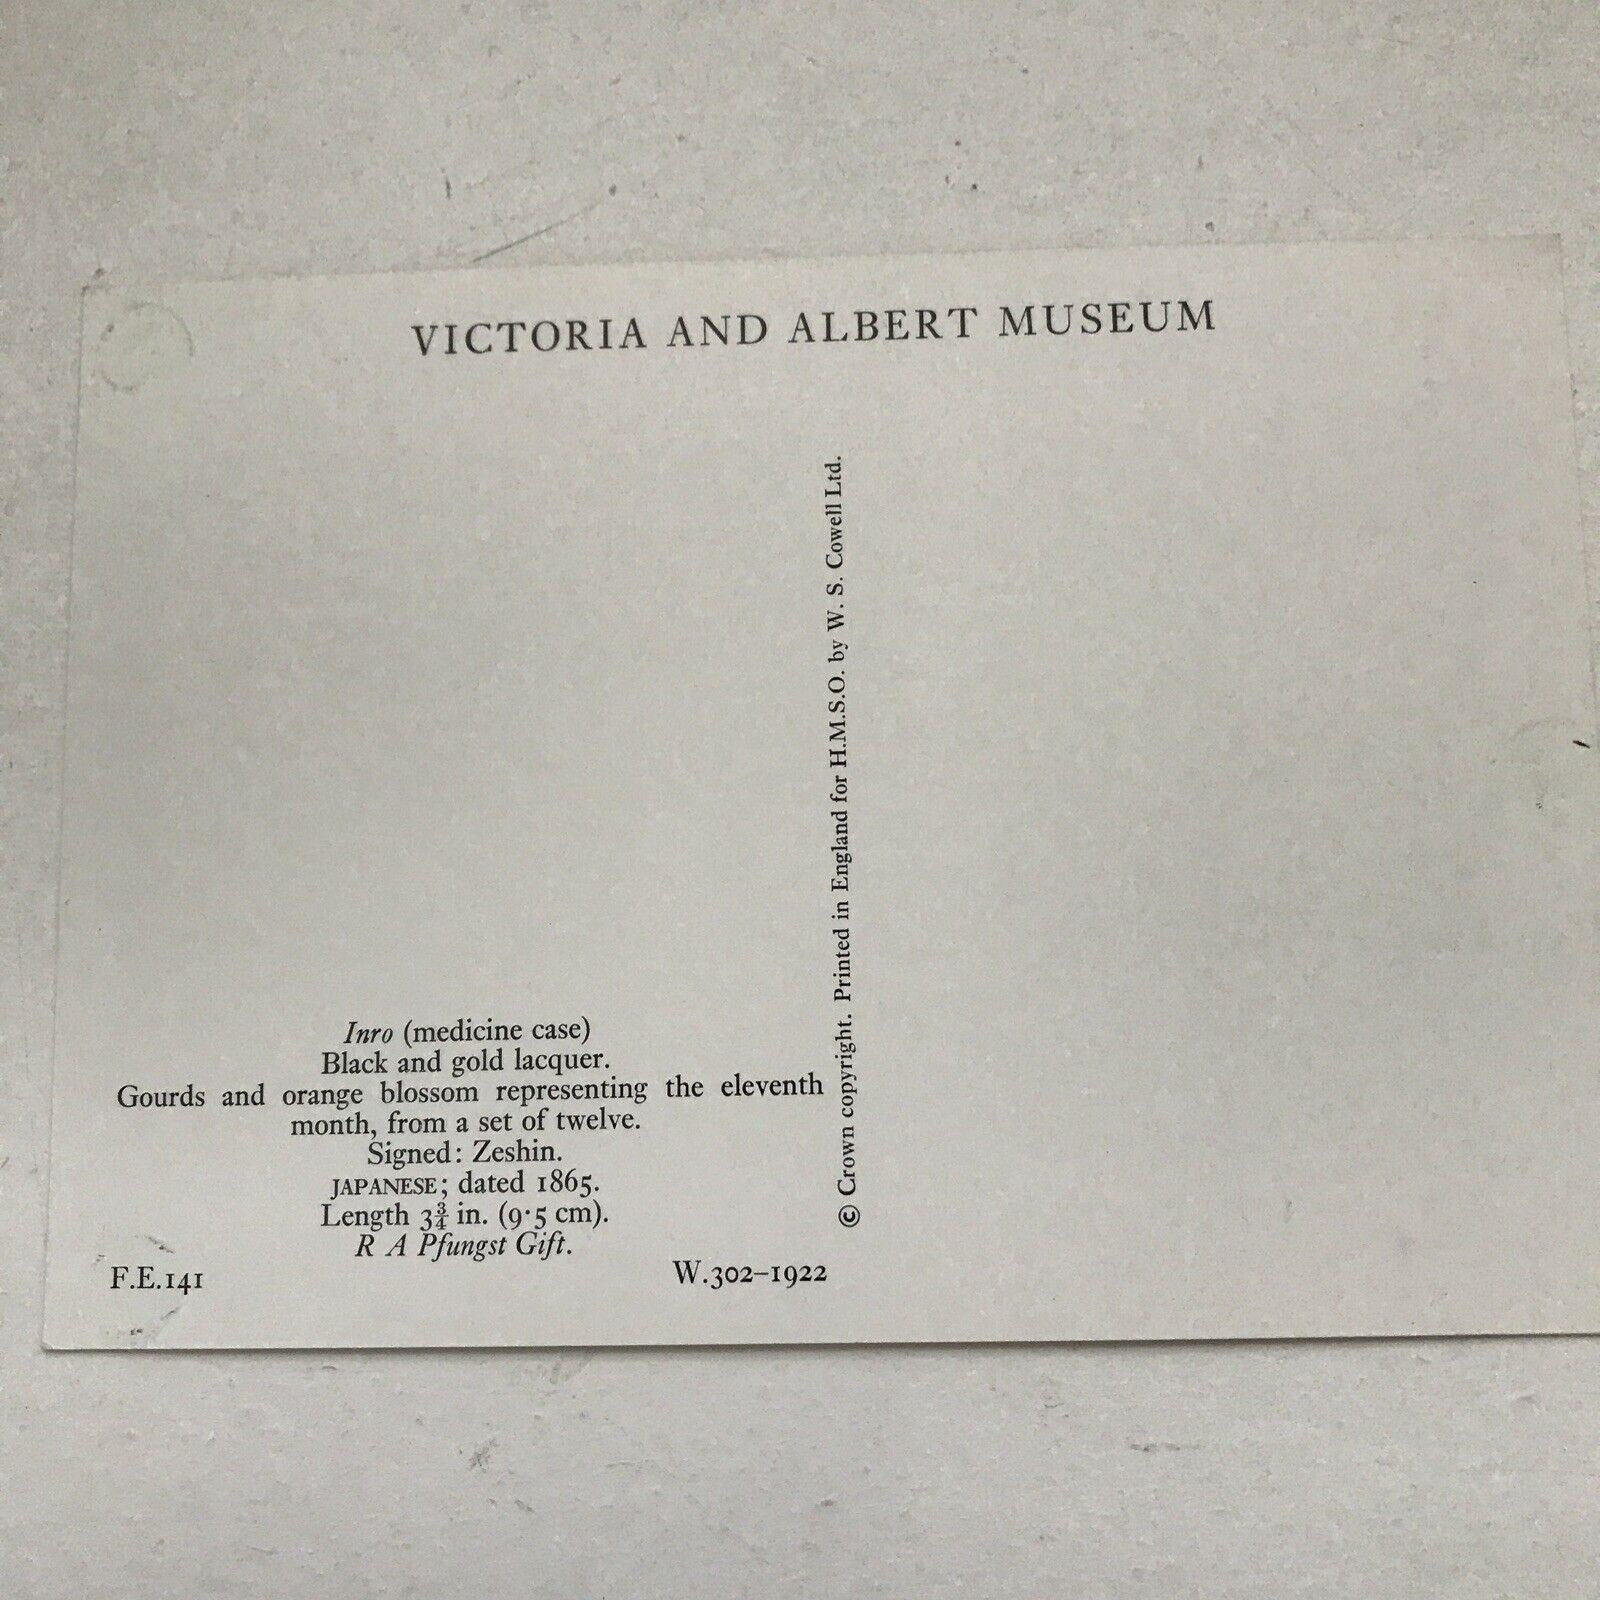 VICTORIA AND ALBERT MUSEUM
Inro (medicine case)
Black and gold lacquer.
Gourds and orange blossom representing the eleventh
month, from a set of twelve.
Signed: Zeshin.
JAPANESE; dated 1865.
Length 3¾ in. (9·5 cm).
R A Pfungst Gift.
F.E.141
W.302–1922
© Crown copyright. Printed in England for H.M.S.O. by W. S. Cowell Ltd.